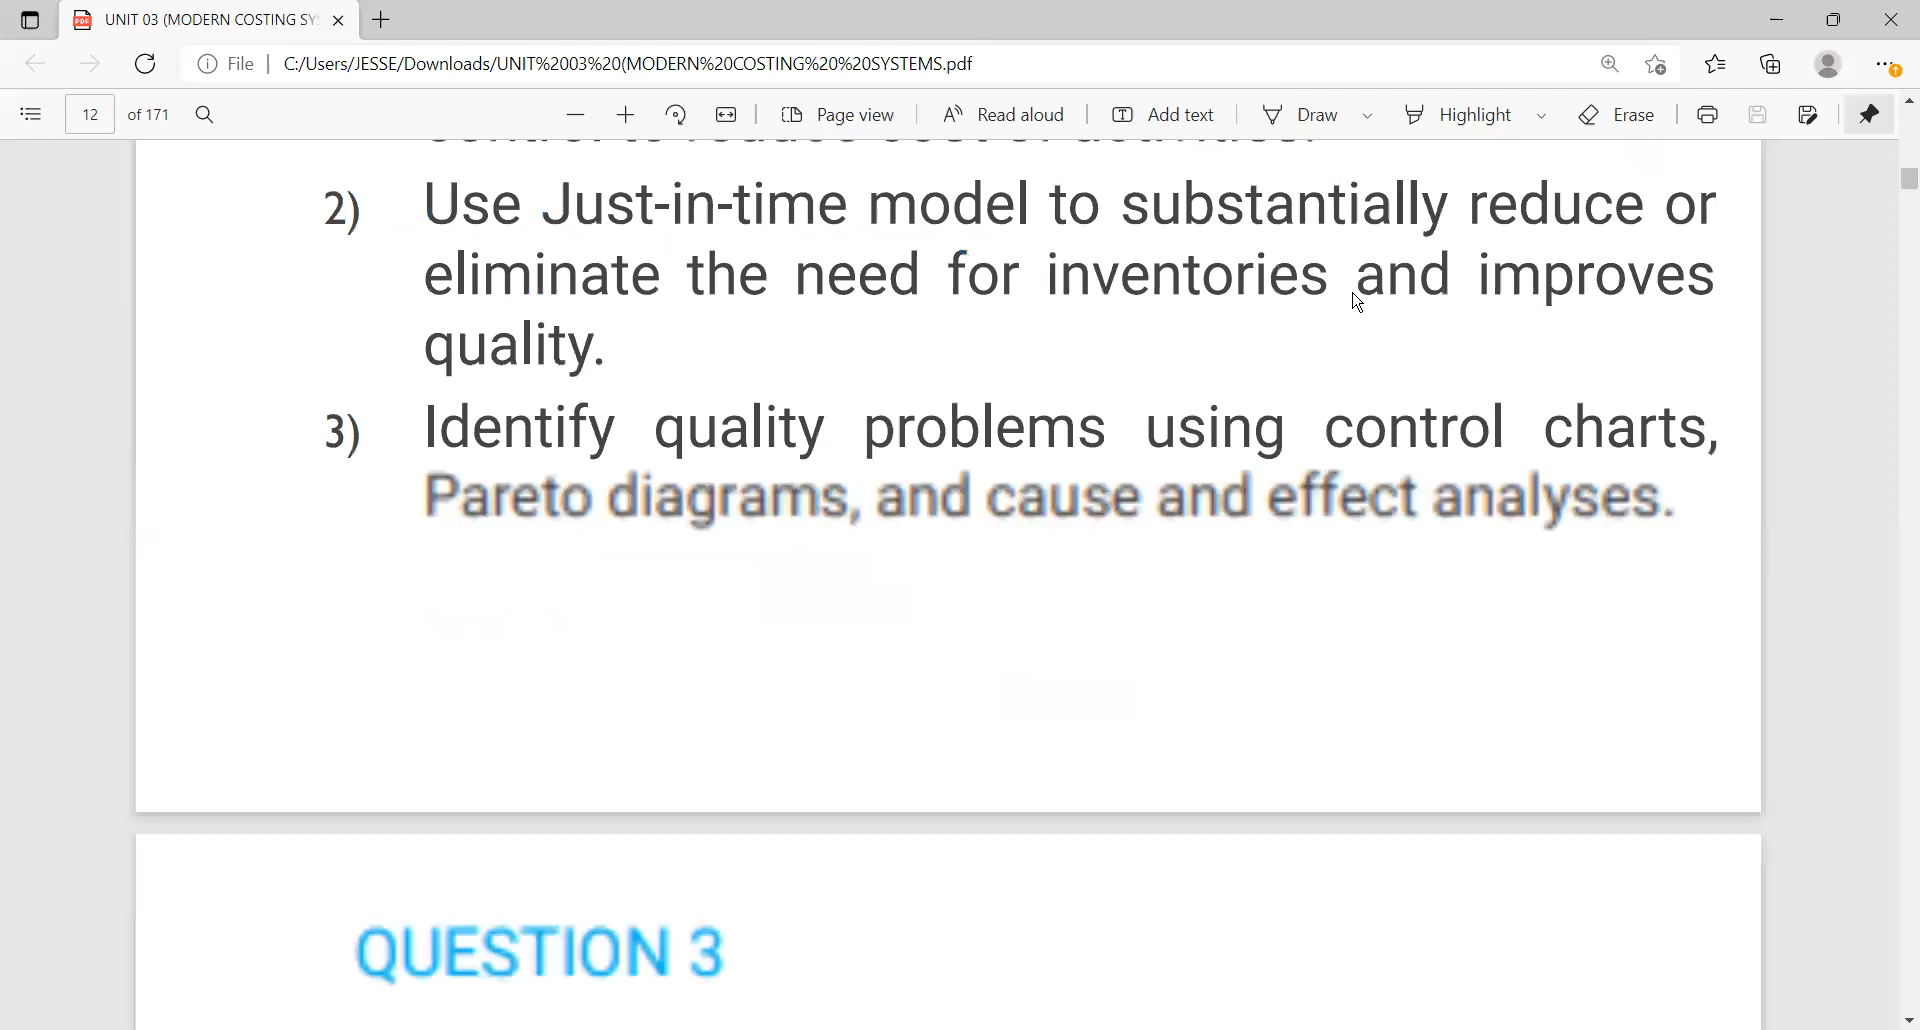 UNIT 03 (MODERN COSTING SY
File
C:/Users/JESSE/Downloads/UNIT%2003%20(MODERN%20COSTING%20%20SYSTEMS.pdf
12 of 171
Page view
Read aloud
Add text
Draw
Highlight
Erase
2) Use Just-in-time model to substantially reduce or
eliminate the need for inventories and improves
quality.
3) Identify quality problems using control charts,
Pareto diagrams, and cause and effect analyses.
QUESTION 3